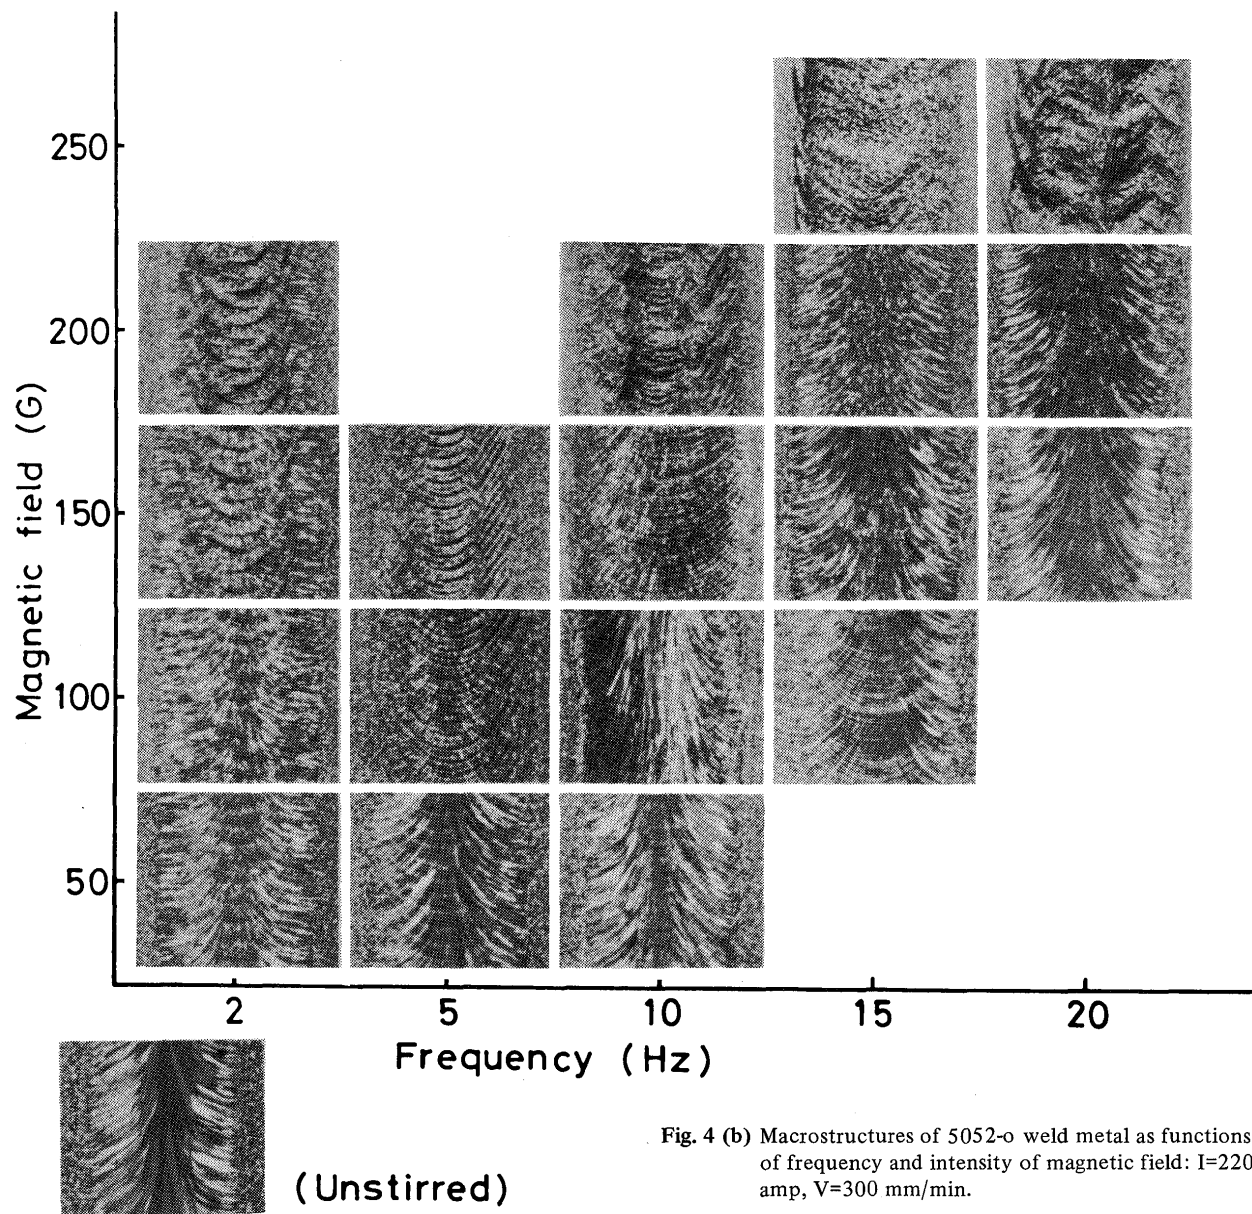 250
200
150
100
50
Magnetic field (G)
2 5 10 15 20
Frequency (Hz)
(Unstirred)
Fig. 4 (b) Macrostructures of 5052-o weld metal as functions
of frequency and intensity of magnetic field: I=220
amp, V=300 mm/min.